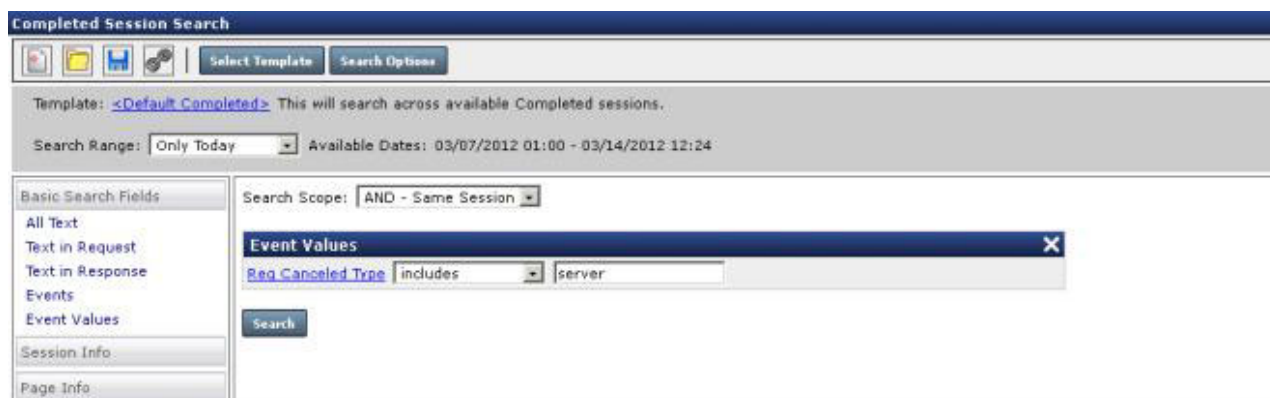 Completed Session Search
Select Template Search Options
Template: <Default Completed> This will search across available Completed sessions.
Search Range: Only Today Available Dates: 03/07/2012 01:00 - 03/14/2012 12:24
Basic Search Fields
All Text
Text in Request
Text in Response
Events
Event Values
Session Info
Page Info
Search Scope: AND - Same Session
Event Values
Req Canceled Type includes server
Search